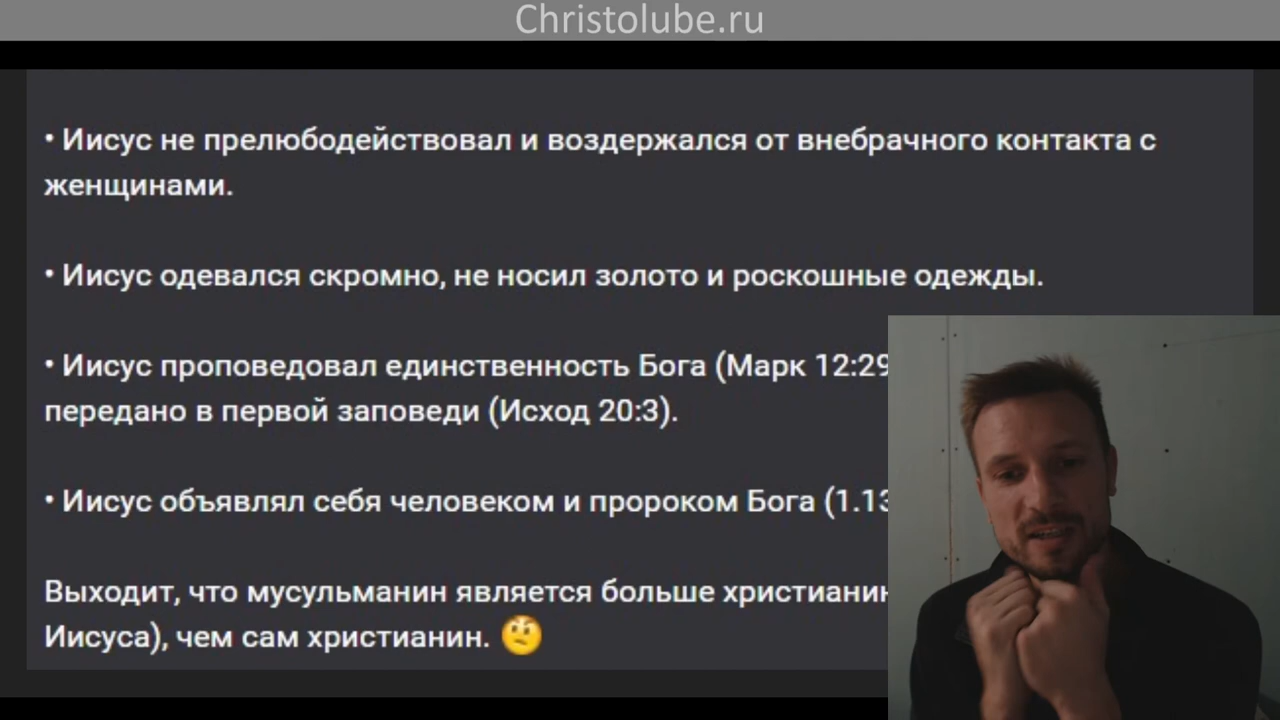 Christolube.ru
• Иисус не прелюбодействовал и воздержался от внебрачного контакта с
женщинами.
• Иисус одевался скромно, не носил золото и роскошные одежды.
• Иисус проповедовал единственность Бога (Марк 12:29
передано в первой заповеди (Исход 20:3).
• Иисус объявлял себя человеком и пророком Бога (1.13
Выходит, что мусульманин является больше
Иисуса), чем сам христианин. 🤨